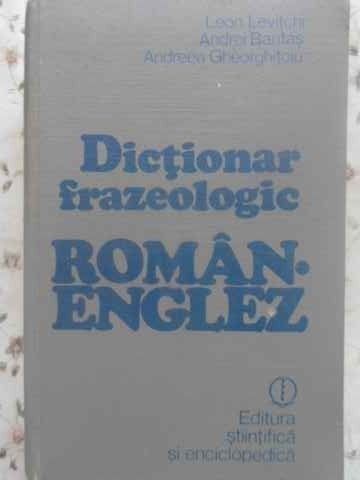 Leon Levițchi
Andrei Bantaș
Andreea Gheorghițoiu
Dicționar
frazeologic
ROMÂN-
ENGLEZ
Editura
științifică
și enciclopedică